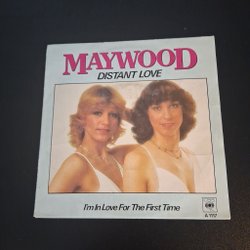 MAYWOOD
DISTANT LOVE
I'm In Love For The First Time
CBS